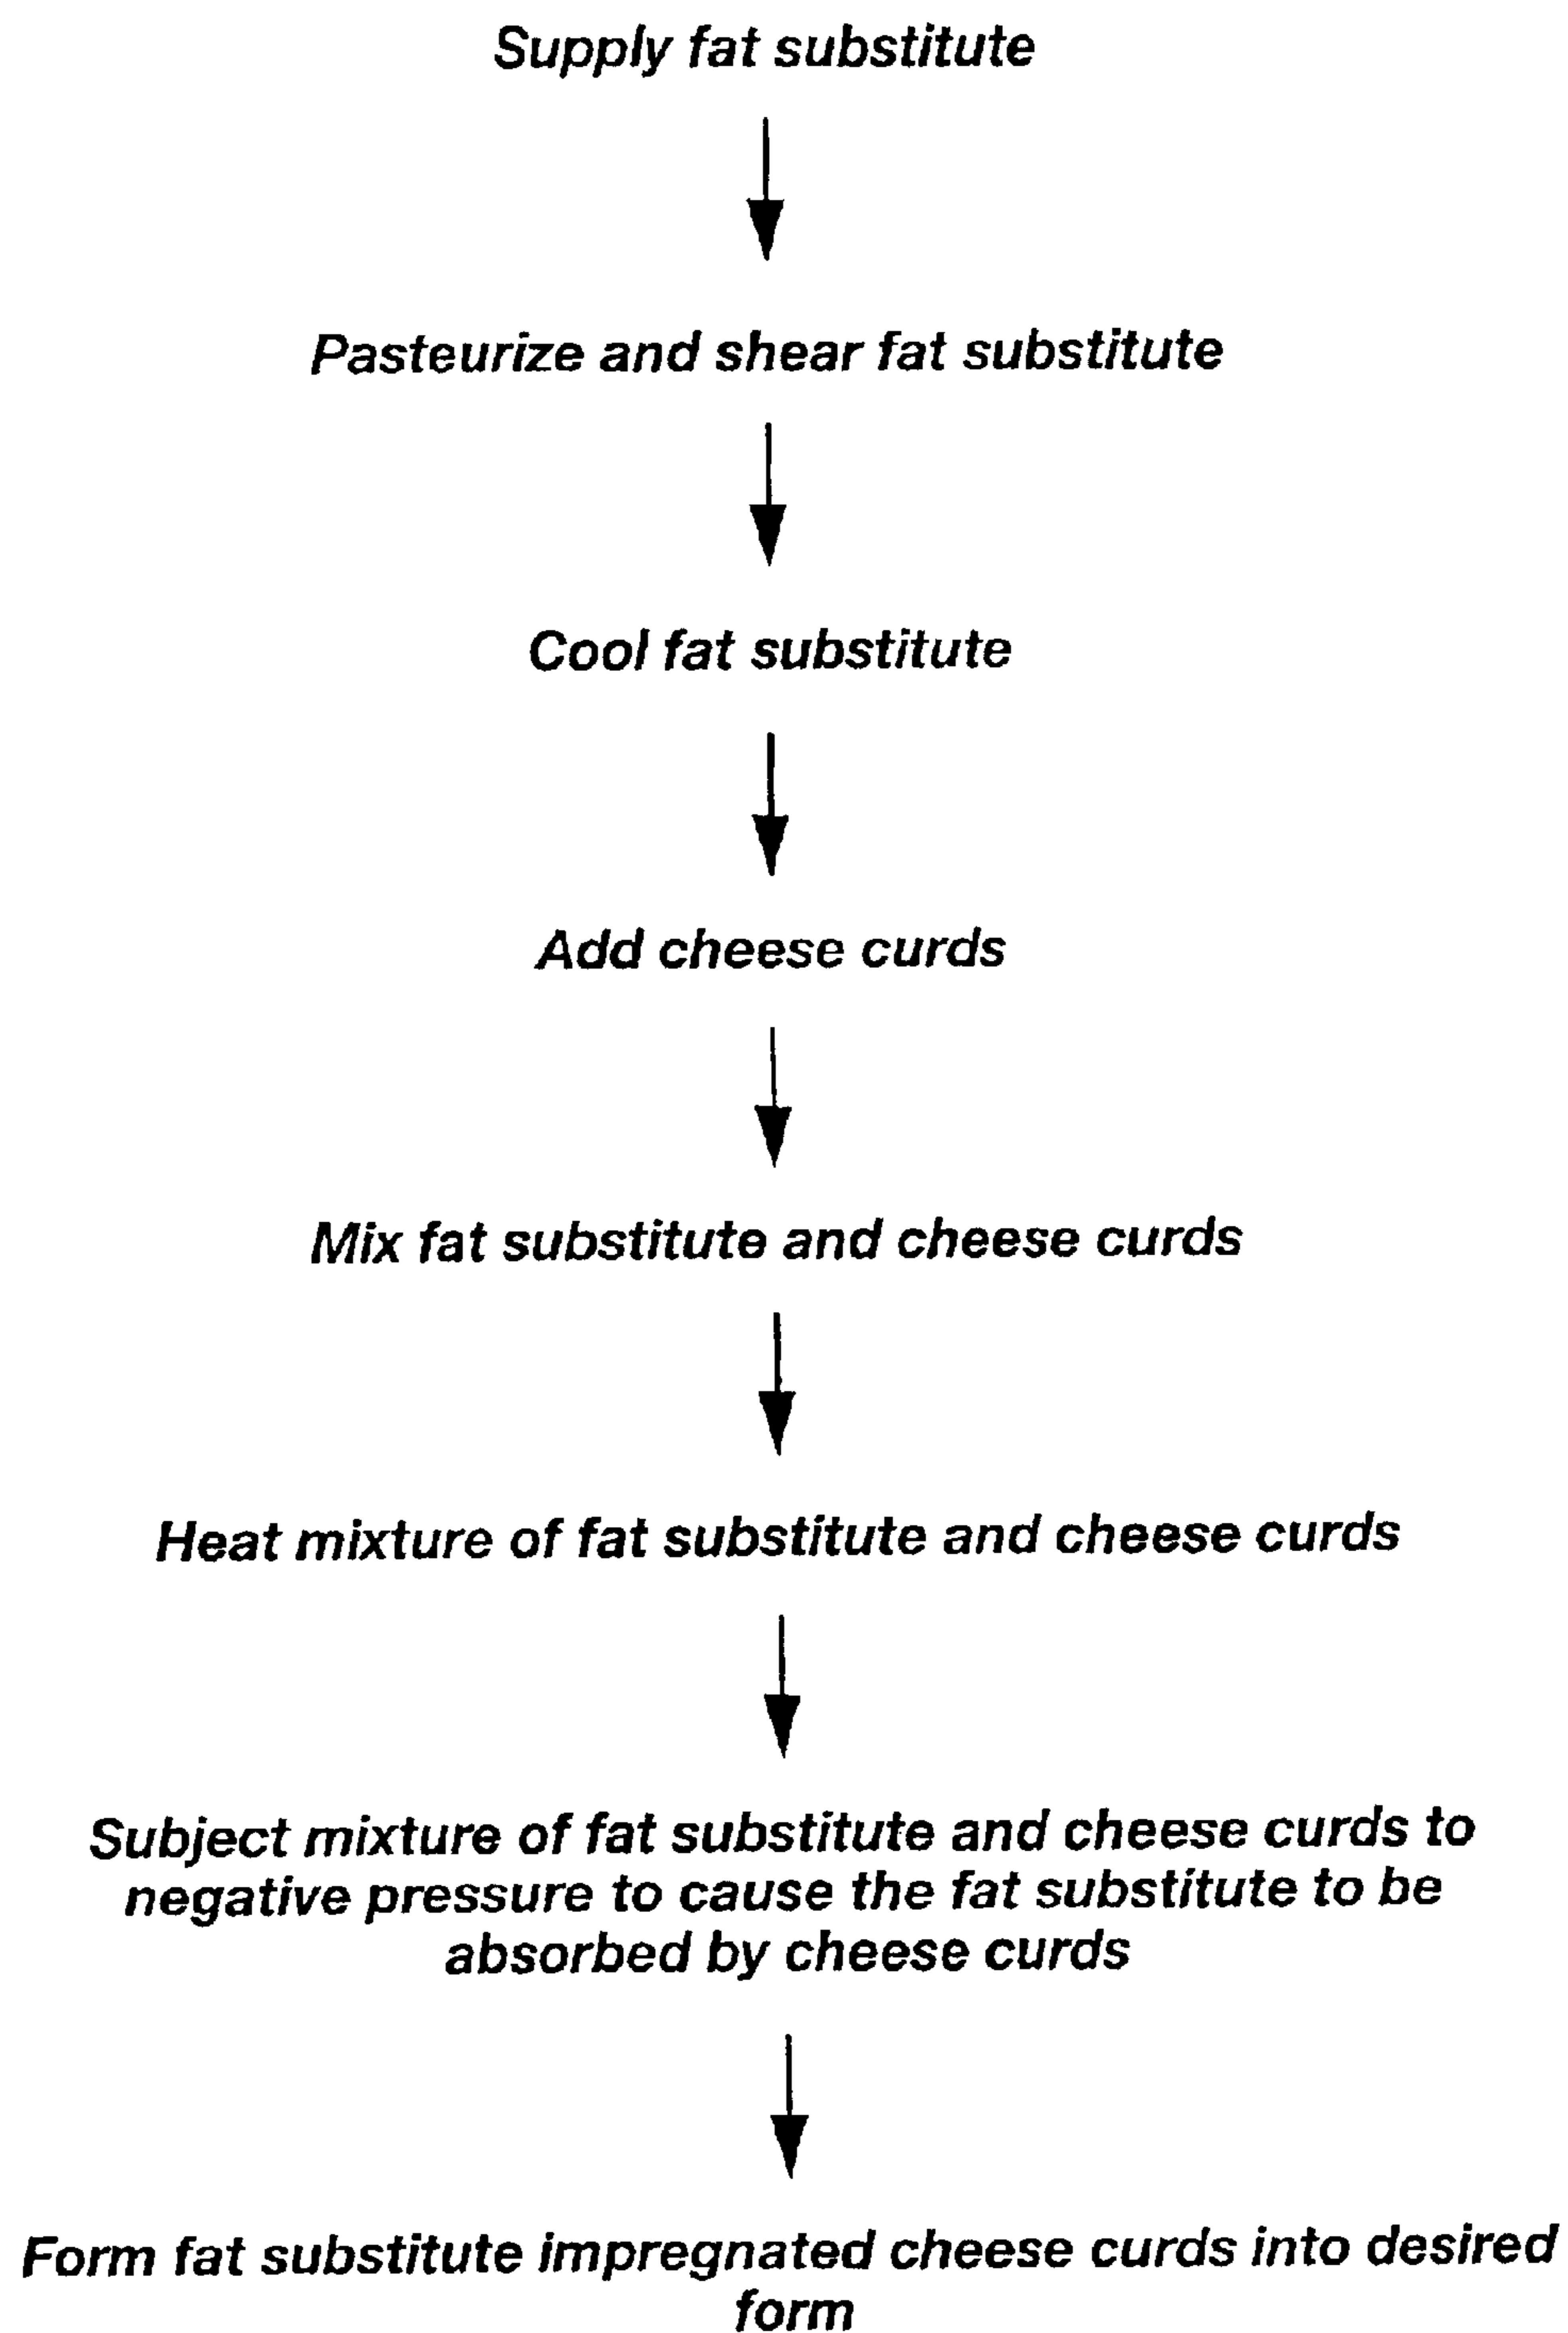 Supply fat substitute
Pasteurize and shear fat substitute
Cool fat substitute
Add cheese curds
Mix fat substitute and cheese curds
Heat mixture of fat substitute and cheese curds
Subject mixture of fat substitute and cheese curds to
negative pressure to cause the fat substitute to be
absorbed by cheese curds
Form fat substitute impregnated cheese curds into desired
form